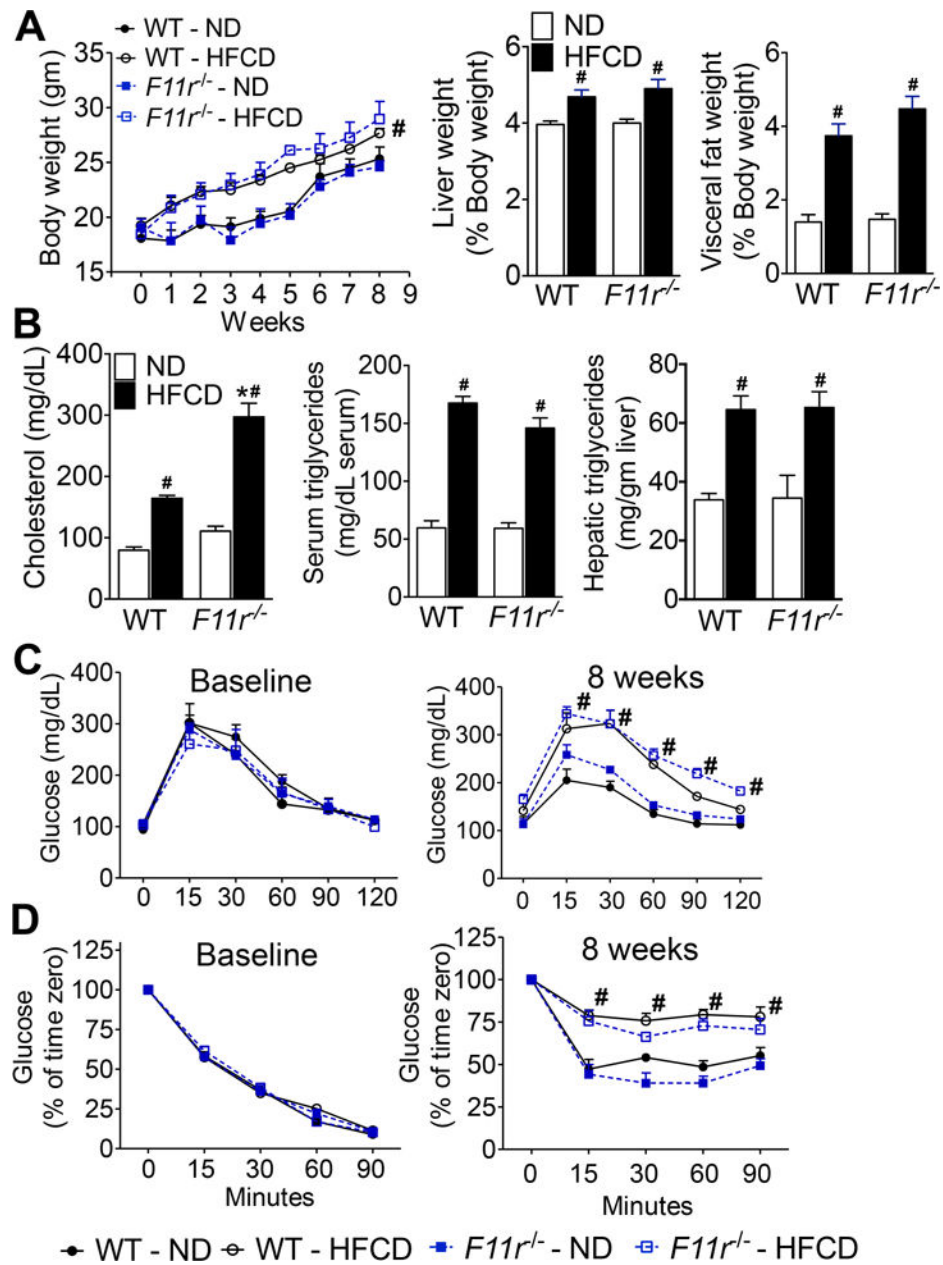 A
WT - ND
WT - HFCD
F11r-/- - ND
F11r-/- - HFCD
Body weight (gm)
35
30
25
20
15
#
0 1 2 3 4 5 6 7 8 9
Weeks
ND
HFCD
Liver weight
(% Body weight)
6
4
2
0
# #
WT F11r-/-
Visceral fat weight
(% Body weight)
6
4
2
0
# #
WT F11r-/-
B
ND
HFCD
Cholesterol (mg/dL)
400
300
200
100
0
# *#
WT F11r-/-
Serum triglycerides
(mg/dL serum)
200
150
100
50
0
# #
WT F11r-/-
Hepatic triglycerides
(mg/gm liver)
80
60
40
20
0
# #
WT F11r-/-
C
Baseline
Glucose (mg/dL)
400
300
200
100
0
0 15 30 60 90 120
8 weeks
Glucose (mg/dL)
400
300
200
100
0
# # # # #
0 15 30 60 90 120
D
Baseline
Glucose
(% of time zero)
125
100
75
50
25
0
0 15 30 60 90
Minutes
8 weeks
Glucose
(% of time zero)
125
100
75
50
25
0
# # # #
0 15 30 60 90
Minutes
WT - ND WT - HFCD F11r-/- - ND F11r-/- - HFCD